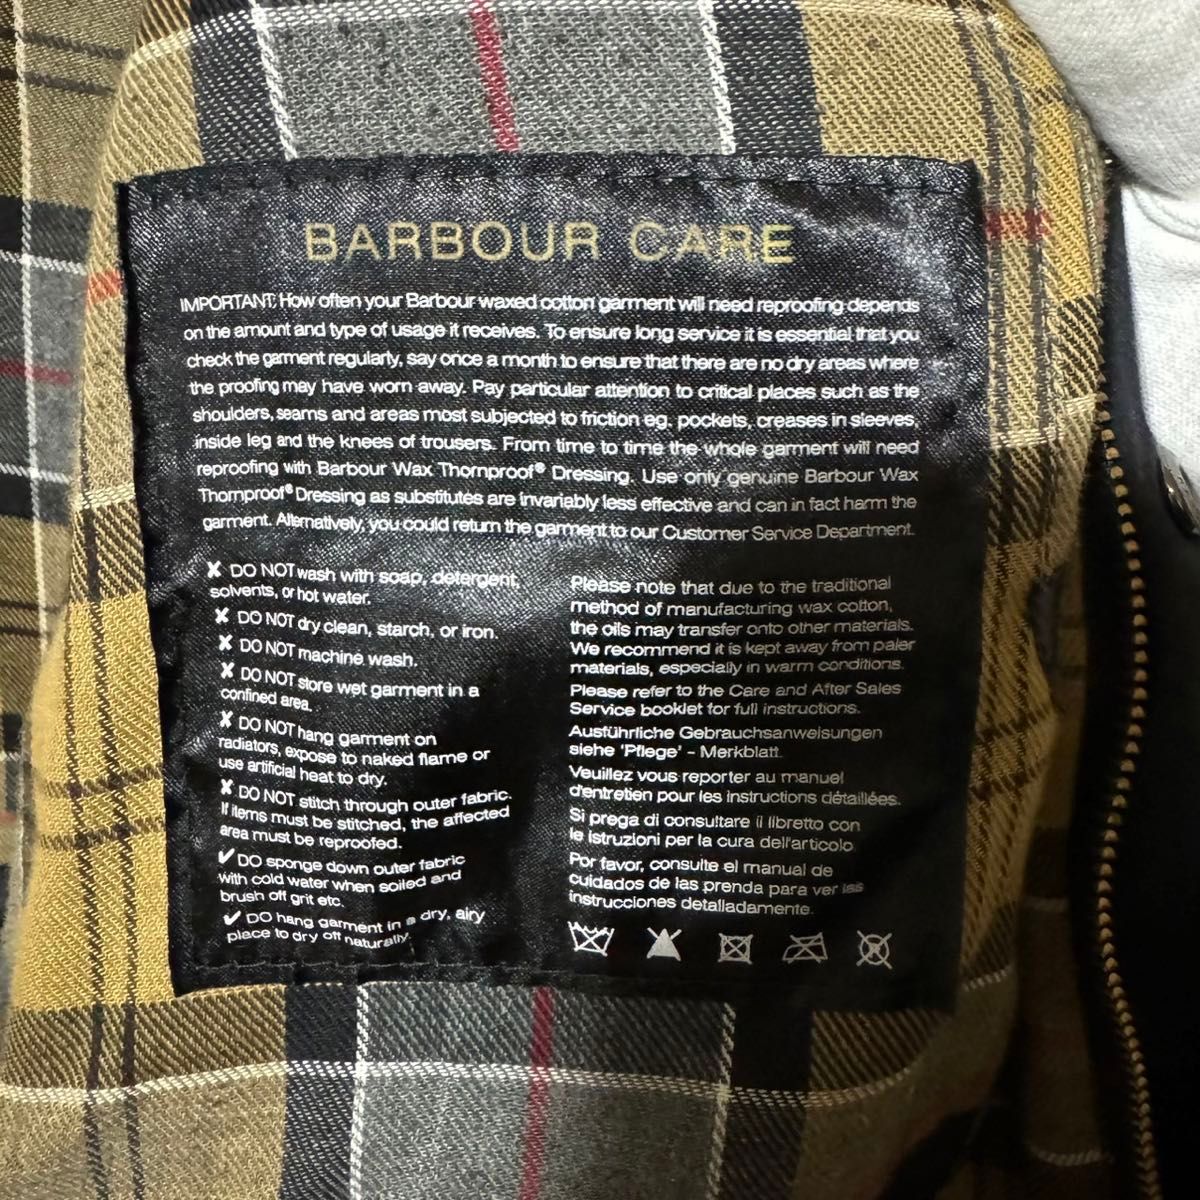 BARBOUR CARE
IMPORTANT: How often your Barbour waxed cotton garment will need reproofing depends
on the amount and type of usage it receives. To ensure long service it is essential that you
check the garment regularly, say once a month to ensure that there are no dry areas where
the proofing may have worn away. Pay particular attention to critical places such as the
shoulders, seams and areas most subjected to friction eg. pockets, creases in sleeves,
inside leg and the knees of trousers. From time to time the whole garment will need
reproofing with Barbour Wax Thornproof® Dressing. Use only genuine Barbour Wax
Thornproof® Dressing as substitutes are invariably less effective and can in fact harm the
garment. Alternatively, you could return the garment to our Customer Service Department.
✘ DO NOT wash with soap, detergent,
solvents, or hot water.
✘ DO NOT dry clean, starch, or iron.
✘ DO NOT machine wash.
✘ DO NOT store wet garment in a
confined area.
✘ DO NOT hang garment on
radiators, expose to naked flame or
use artificial heat to dry.
✘ DO NOT stitch through outer fabric.
If items must be stitched, the affected
area must be reproofed.
✔ DO sponge down outer fabric
with cold water when soiled and
brush off grit etc.
✔ DO hang garment in a dry, airy
place to dry off naturally.
Please note that due to the traditional
method of manufacturing wax cotton,
the oils may transfer onto other materials.
We recommend it is kept away from paler
materials, especially in warm conditions.
Please refer to the Care and After Sales
Service booklet for full instructions.
Ausführliche Gebrauchsanweisungen
siehe 'Pflege' - Merkblatt.
Veuillez vous reporter au manuel
d'entretien pour les instructions détaillées.
Si prega di consultare il libretto con
le istruzioni per la cura dell'articolo.
Por favor, consulte el manual de
cuidados de las prenda para ver las
instrucciones detalladamente.